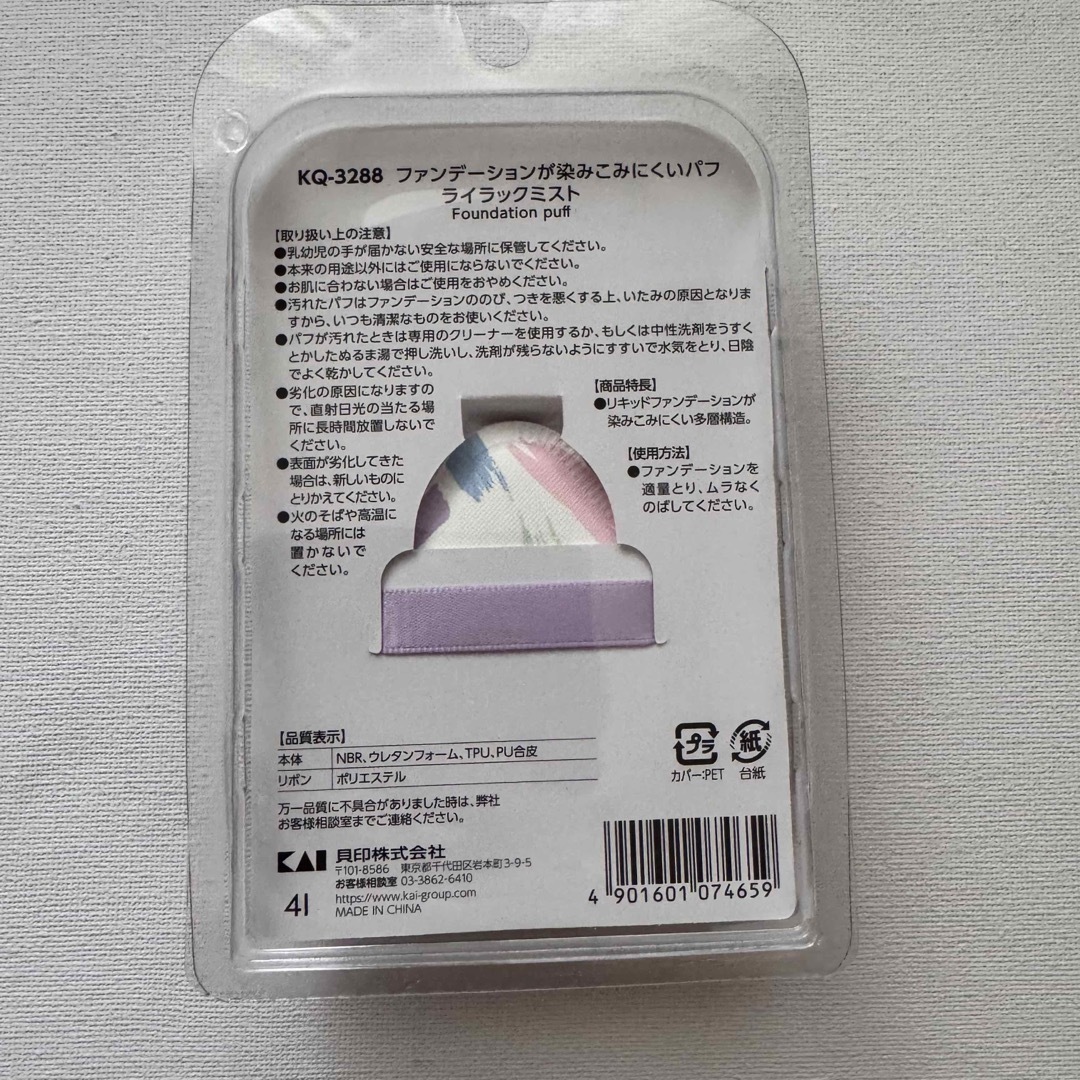 KQ-3288 ファンデーションが染みこみにくいパフ
ライラックミスト
Foundation puff
【取り扱い上の注意】
●乳幼児の手が届かない安全な場所に保管してください。
●本来の用途以外にはご使用にならないでください。
●お肌に合わない場合はご使用をおやめください。
●汚れたパフはファンデーションののび、つきを悪くする上、いたみの原因となりま
すから、いつも清潔なものをお使いください。
●パフが汚れたときは専用のクリーナーを使用するか、もしくは中性洗剤をうすく
とかしたぬるま湯で押し洗いし、洗剤が残らないようにすすいで水気をとり、日陰
でよく乾かしてください。
●劣化の原因になりますの
で、直射日光の当たる場
所に長時間放置しないで
ください。
●表面が劣化してきた
場合は、新しいものに
とりかえてください。
●火のそばや高温に
なる場所には
置かないで
ください。
【商品特長】
●リキッドファンデーションが
染みこみにくい多層構造。
【使用方法】
●ファンデーションを
適量とり、ムラなく
のばしてください。
【品質表示】
本体 NBR、ウレタンフォーム、TPU、PU合皮
リボン ポリエステル
万一品質に不具合がありました時は、弊社
お客様相談室までご連絡ください。
プラ 紙
カバー:PET 台紙
KAI 貝印株式会社
〒101-8586 東京都千代田区岩本町3-9-5
お客様相談室 03-3862-6410
https://www.kai-group.com
MADE IN CHINA
41
4 901601 074659